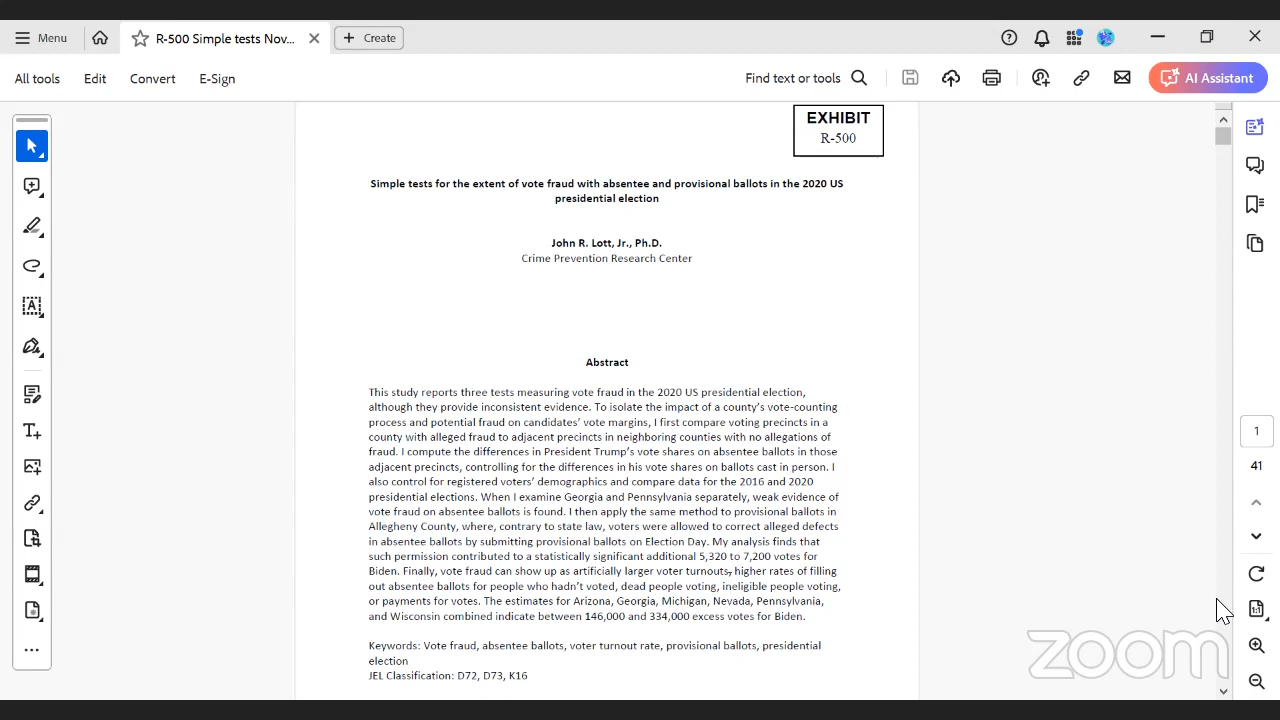 Menu
R-500 Simple tests Nov...
Create
All tools
Edit
Convert
E-Sign
Find text or tools
AI Assistant
EXHIBIT
R-500
Simple tests for the extent of vote fraud with absentee and provisional ballots in the 2020 US
presidential election
John R. Lott, Jr., Ph.D.
Crime Prevention Research Center
Abstract
This study reports three tests measuring vote fraud in the 2020 US presidential election,
although they provide inconsistent evidence. To isolate the impact of a county's vote-counting
process and potential fraud on candidates' vote margins, I first compare voting precincts in a
county with alleged fraud to adjacent precincts in neighboring counties with no allegations of
fraud. I compute the differences in President Trump's vote shares on absentee ballots in those
adjacent precincts, controlling for the differences in his vote shares on ballots cast in person. I
also control for registered voters' demographics and compare data for the 2016 and 2020
presidential elections. When I examine Georgia and Pennsylvania separately, weak evidence of
vote fraud on absentee ballots is found. I then apply the same method to provisional ballots in
Allegheny County, where, contrary to state law, voters were allowed to correct alleged defects
in absentee ballots by submitting provisional ballots on Election Day. My analysis finds that
such permission contributed to a statistically significant additional 5,320 to 7,200 votes for
Biden. Finally, vote fraud can show up as artificially larger voter turnouts, higher rates of filling
out absentee ballots for people who hadn't voted, dead people voting, ineligible people voting,
or payments for votes. The estimates for Arizona, Georgia, Michigan, Nevada, Pennsylvania,
and Wisconsin combined indicate between 146,000 and 334,000 excess votes for Biden.
Keywords: Vote fraud, absentee ballots, voter turnout rate, provisional ballots, presidential
election
JEL Classification: D72, D73, K16
1
41
1:1
zoom